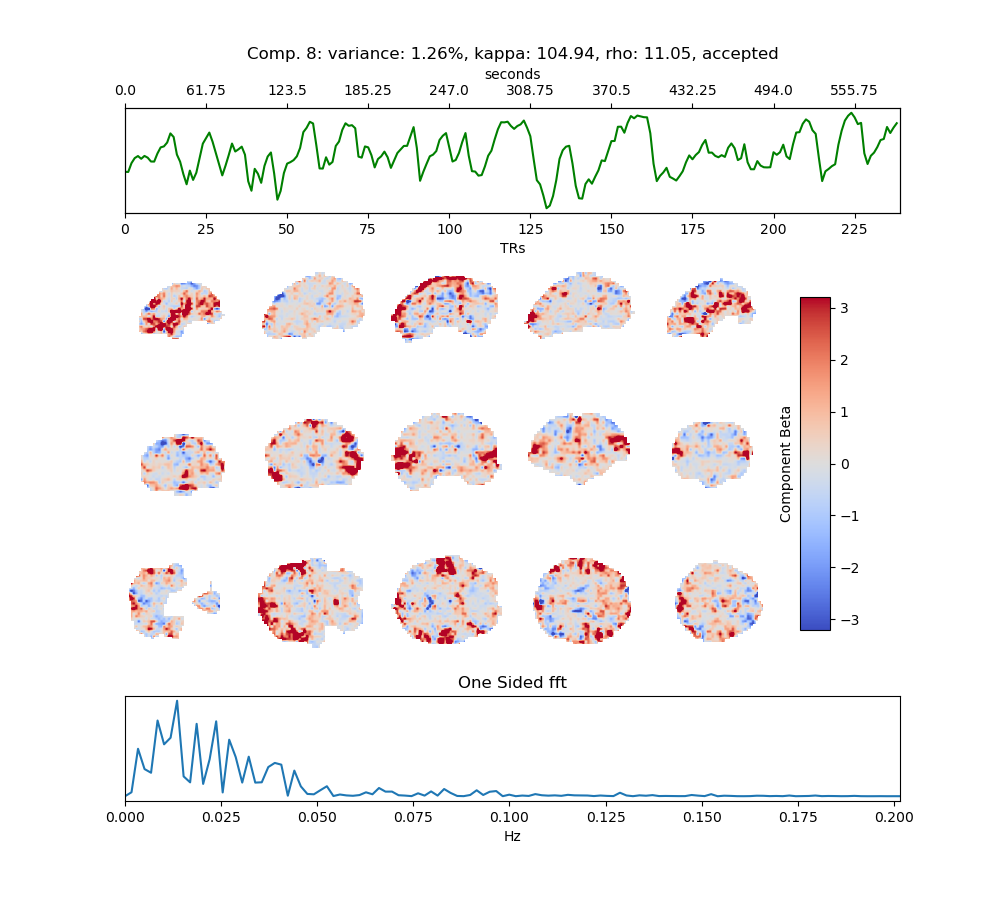 Comp. 8: variance: 1.26%, kappa: 104.94, rho: 11.05, accepted
seconds
0.0 61.75 123.5 185.25 247.0 308.75 370.5 432.25 494.0 555.75
0 25 50 75 100 125 150 175 200 225
TRs
3
2
1
0
−1
−2
−3
Component Beta
One Sided fft
0.000 0.025 0.050 0.075 0.100 0.125 0.150 0.175 0.200
Hz